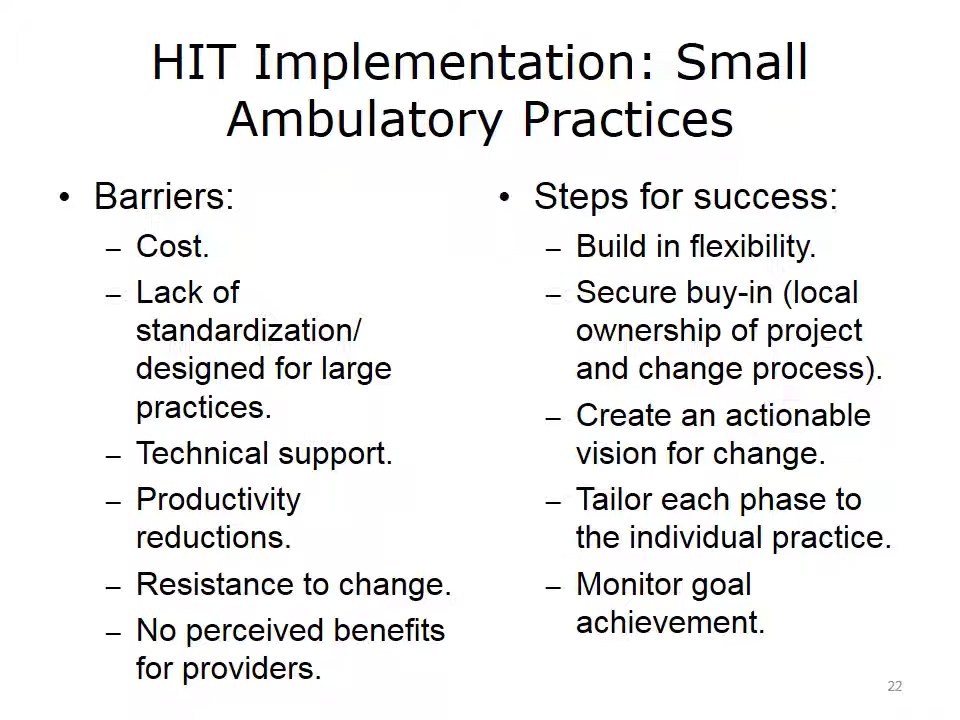 HIT Implementation: Small
Ambulatory Practices
• Barriers:
– Cost.
– Lack of
standardization/
designed for large
practices.
– Technical support.
– Productivity
reductions.
– Resistance to change.
– No perceived benefits
for providers.
• Steps for success:
– Build in flexibility.
– Secure buy-in (local
ownership of project
and change process).
– Create an actionable
vision for change.
– Tailor each phase to
the individual practice.
– Monitor goal
achievement.
22